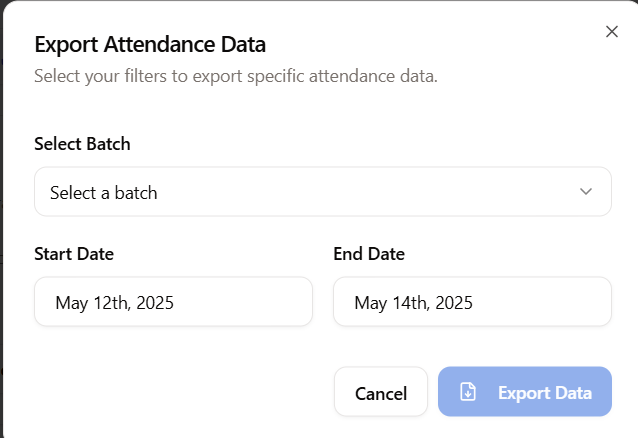 Export Attendance Data
Select your filters to export specific attendance data.
Select Batch
Select a batch
Start Date
End Date
May 12th, 2025
May 14th, 2025
Cancel
Export Data